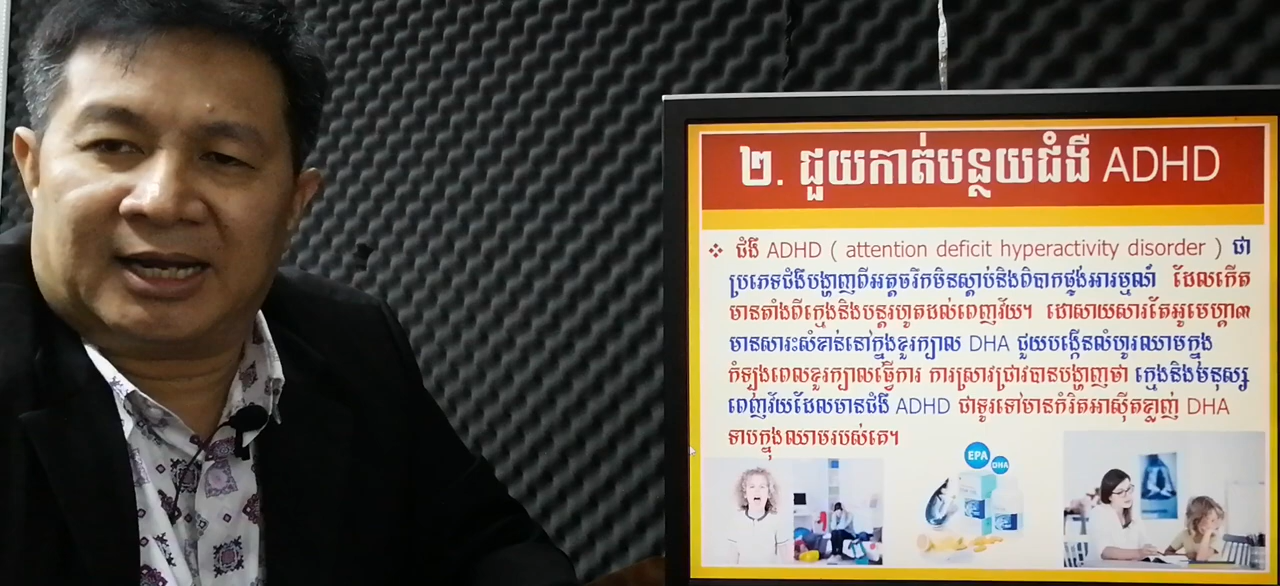 ២. ជួយកាត់បន្ថយជំងឺ ADHD
❖ ជំងឺ ADHD ( attention deficit hyperactivity disorder ) ជា
ប្រភេទជំងឺបង្ហាញពីអត្តចរឹកមិនស្តាប់និងពិបាកផ្ចង់អារម្មណ៍ ដែលកើត
មានតាំងពីក្មេងនិងបន្តរហូតដល់ពេញវ័យ។ ដោសាយសារតែអូមេហ្គា៣
មានសារះសំខាន់នៅក្នុងខួរក្បាល DHA ជួយបង្កើនលំហូរឈាមក្នុង
កំឡុងពេលខួរក្បាលធ្វើការ ការស្រាវជ្រាវបានបង្ហាញថា ក្មេងនិងមនុស្ស
ពេញវ័យដែលមានជំងឺ ADHD ជាទូរទៅមានកំរិតអាស៊ីតខ្លាញ់ DHA
ទាបក្នុងឈាមរបស់គេ។
EPA
DHA